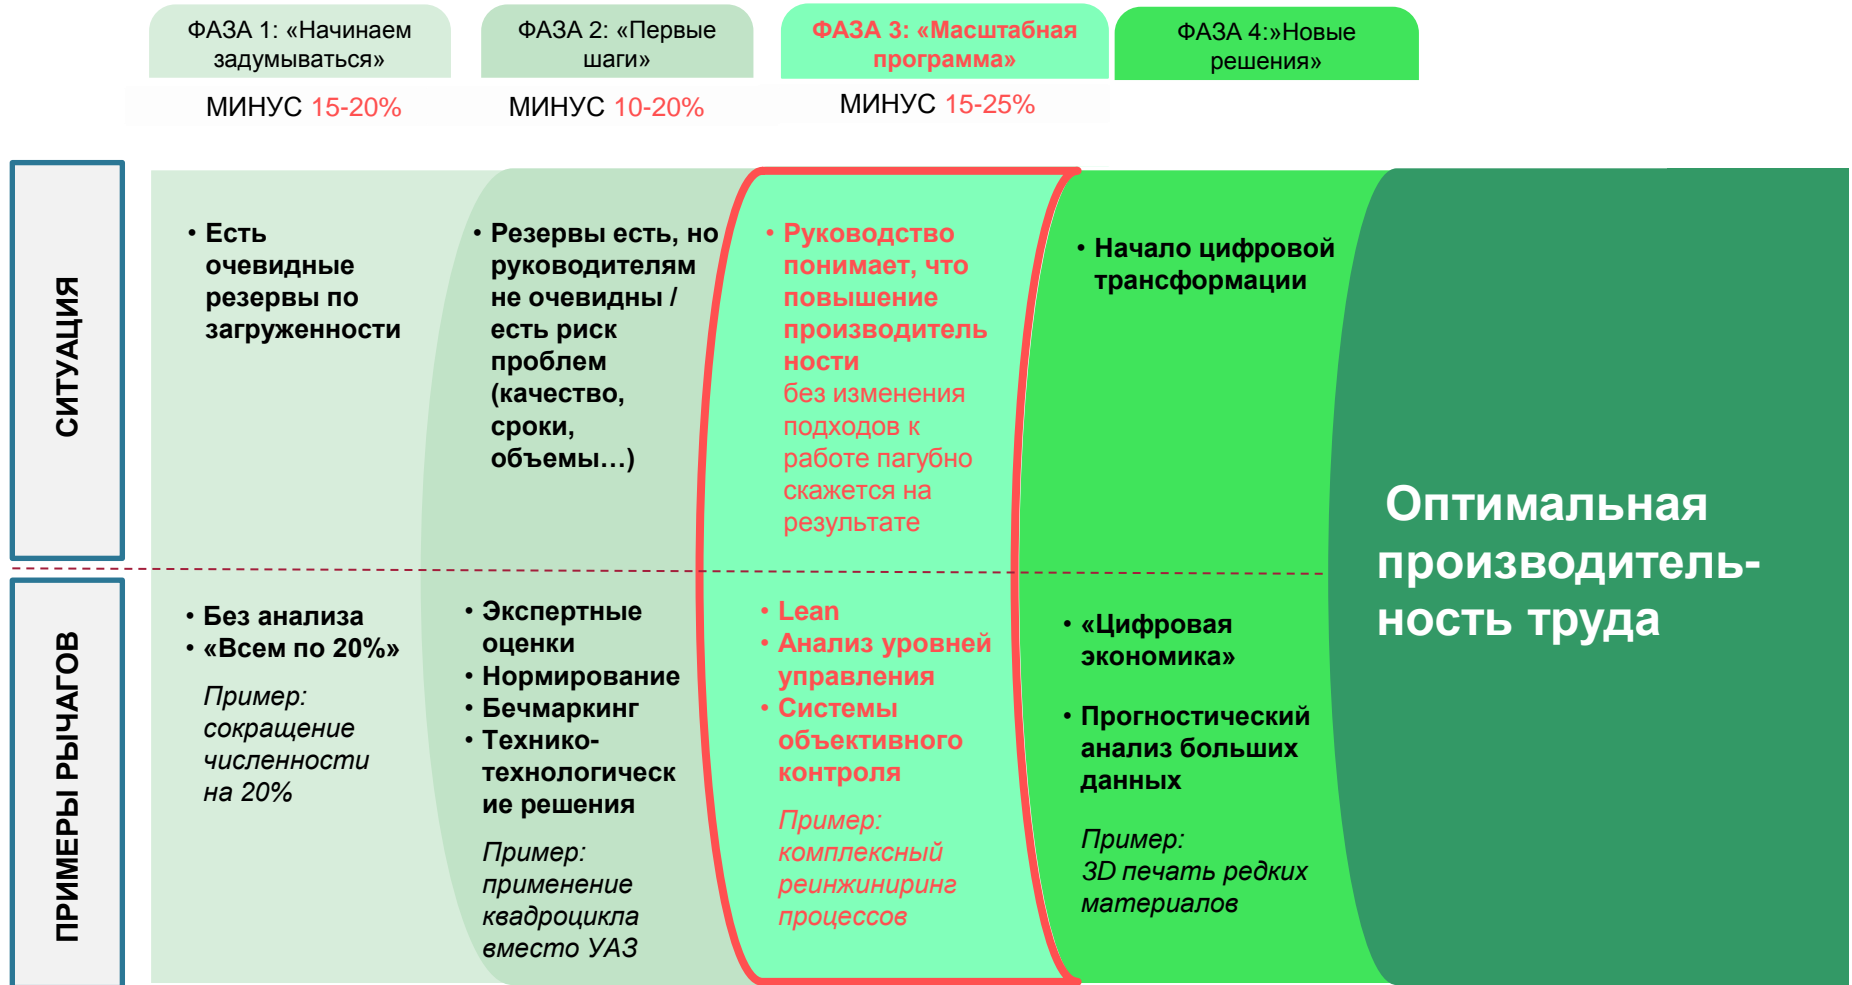 ФАЗА 1: «Начинаем
задумываться»
ФАЗА 2: «Первые
шаги»
ФАЗА 3: «Масштабная
программа»
ФАЗА 4:»Новые
решения»
МИНУС 15-20%
МИНУС 10-20%
МИНУС 15-25%
СИТУАЦИЯ
• Есть
очевидные
резервы по
загруженности
• Резервы есть, но
руководителям
не очевидны /
есть риск
проблем
(качество,
сроки,
объемы…)
• Руководство
понимает, что
повышение
производитель
ности
без изменения
подходов к
работе пагубно
скажется на
результате
• Начало цифровой
трансформации
Оптимальная
производитель-
ность труда
ПРИМЕРЫ РЫЧАГОВ
• Без анализа
• «Всем по 20%»
Пример:
сокращение
численности
на 20%
• Экспертные
оценки
• Нормирование
• Бечмаркинг
• Технико-
технологическ
ие решения
Пример:
применение
квадроцикла
вместо УАЗ
• Lean
• Анализ уровней
управления
• Системы
объективного
контроля
Пример:
комплексный
реинжиниринг
процессов
• «Цифровая
экономика»
• Прогностический
анализ больших
данных
Пример:
3D печать редких
материалов